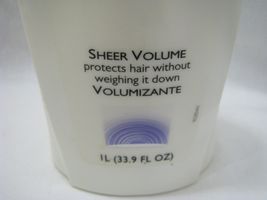 SHEER VOLUME
protects hair without
weighing it down
VOLUMIZANTE
1L (33.9 FL OZ)